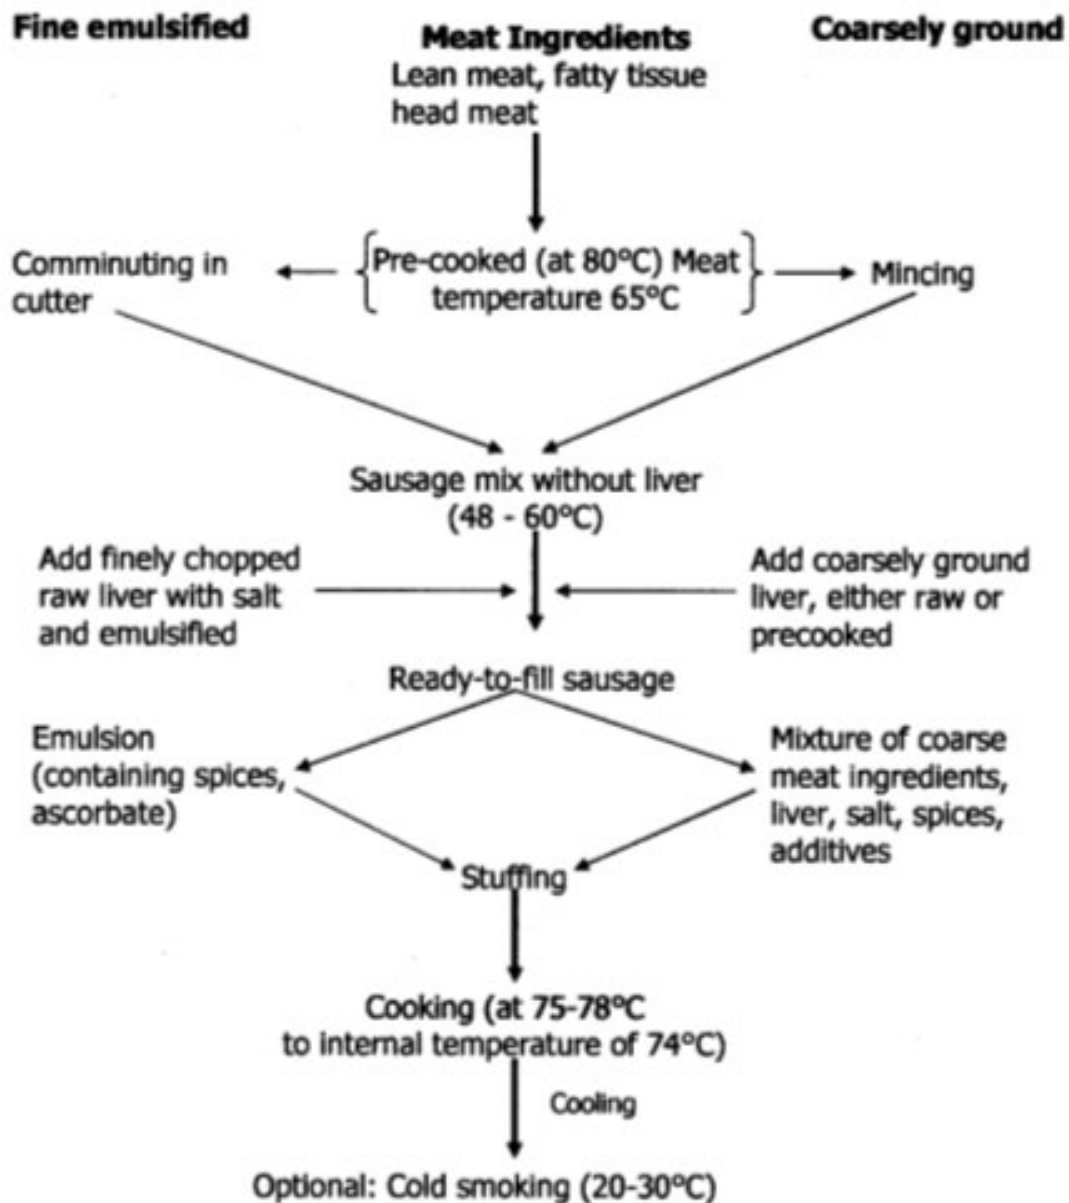 Fine emulsified
Meat Ingredients
Coarsely ground
Lean meat, fatty tissue
head meat
Comminuting in
cutter
Pre-cooked (at 80°C) Meat
temperature 65°C
Mincing
Sausage mix without liver
(48 - 60°C)
Add finely chopped
raw liver with salt
and emulsified
Add coarsely ground
liver, either raw or
precooked
Ready-to-fill sausage
Emulsion
(containing spices,
ascorbate)
Mixture of coarse
meat ingredients,
liver, salt, spices,
additives
Stuffing
Cooking (at 75-78°C
to internal temperature of 74°C)
Cooling
Optional: Cold smoking (20-30°C)